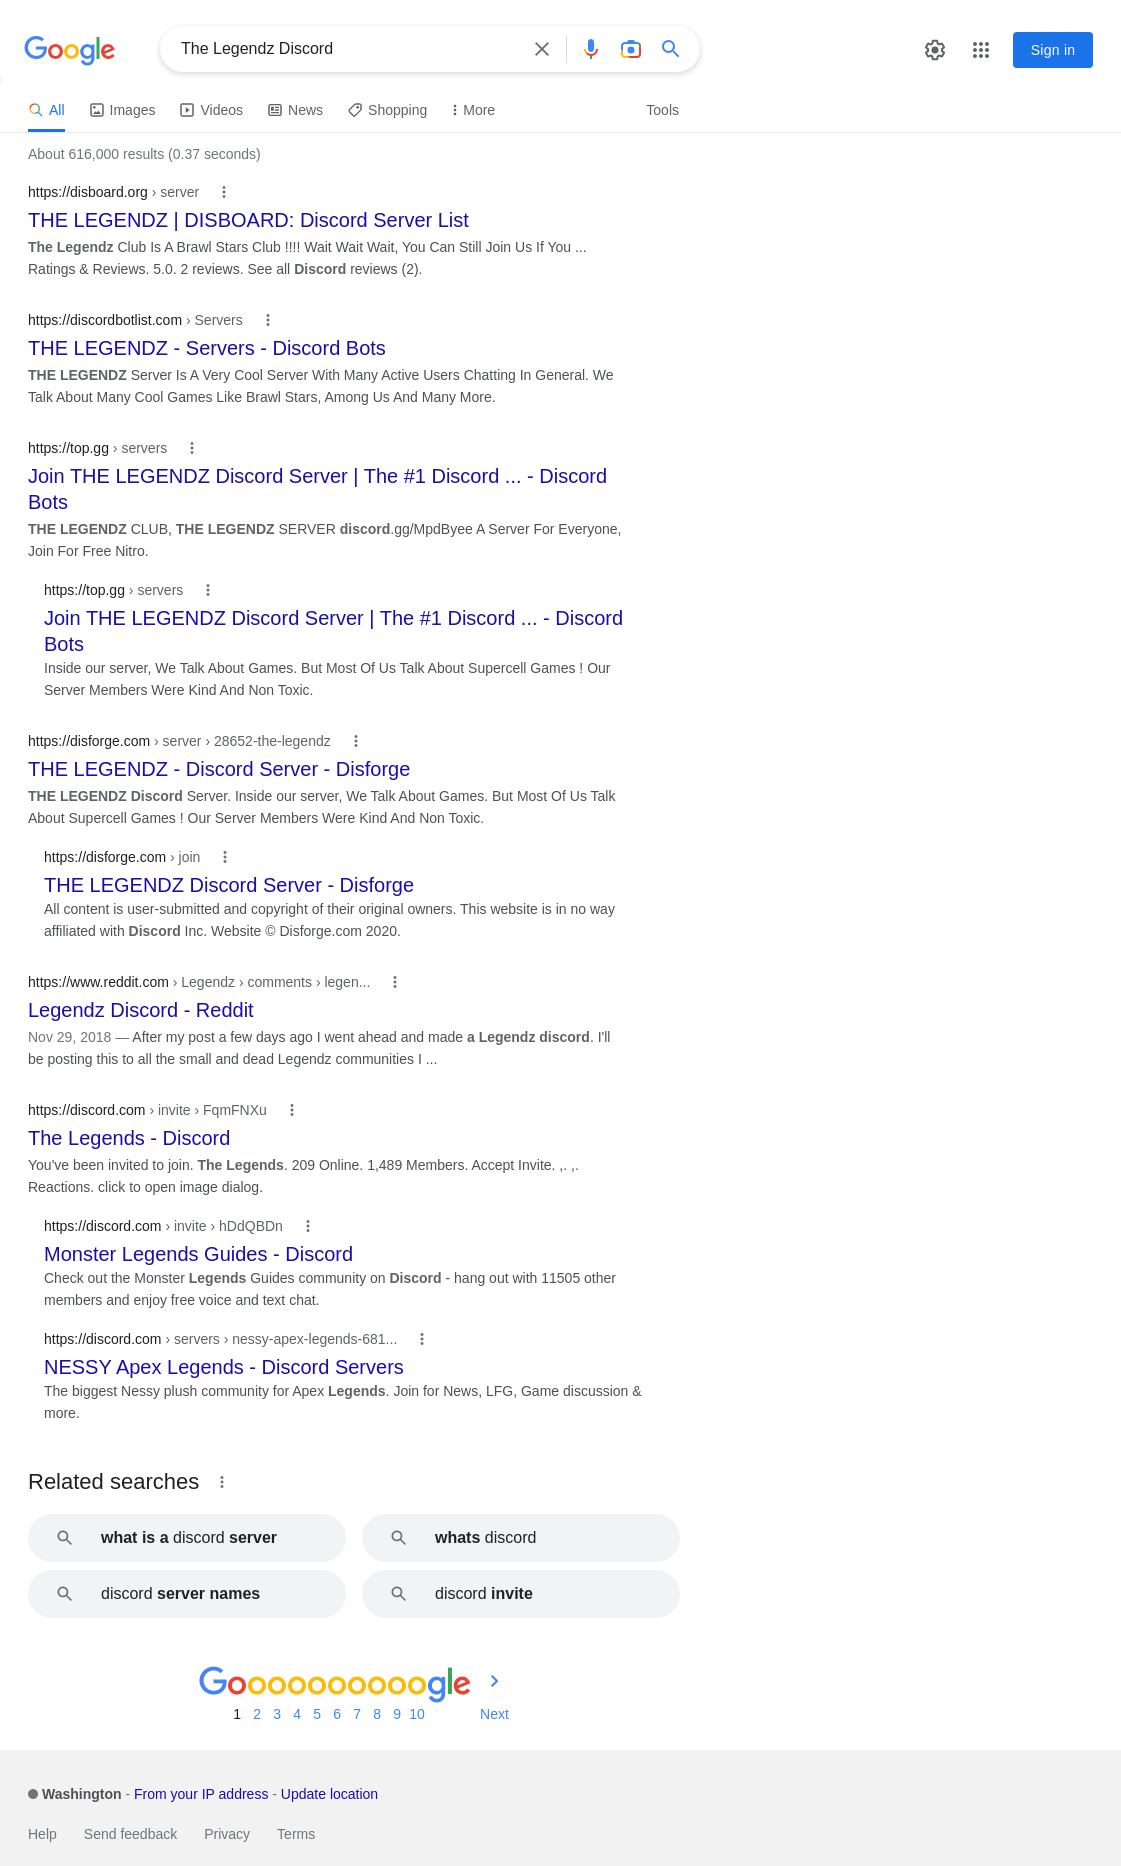 Google
The Legendz Discord
Sign in
All Images Videos News Shopping More Tools
About 616,000 results (0.37 seconds)
https://disboard.org › server
THE LEGENDZ | DISBOARD: Discord Server List
The Legendz Club Is A Brawl Stars Club !!!! Wait Wait Wait, You Can Still Join Us If You ...
Ratings & Reviews. 5.0. 2 reviews. See all Discord reviews (2).
https://discordbotlist.com › Servers
THE LEGENDZ - Servers - Discord Bots
THE LEGENDZ Server Is A Very Cool Server With Many Active Users Chatting In General. We
Talk About Many Cool Games Like Brawl Stars, Among Us And Many More.
https://top.gg › servers
Join THE LEGENDZ Discord Server | The #1 Discord ... - Discord
Bots
THE LEGENDZ CLUB, THE LEGENDZ SERVER discord.gg/MpdByee A Server For Everyone,
Join For Free Nitro.
https://top.gg › servers
Join THE LEGENDZ Discord Server | The #1 Discord ... - Discord
Bots
Inside our server, We Talk About Games. But Most Of Us Talk About Supercell Games ! Our
Server Members Were Kind And Non Toxic.
https://disforge.com › server › 28652-the-legendz
THE LEGENDZ - Discord Server - Disforge
THE LEGENDZ Discord Server. Inside our server, We Talk About Games. But Most Of Us Talk
About Supercell Games ! Our Server Members Were Kind And Non Toxic.
https://disforge.com › join
THE LEGENDZ Discord Server - Disforge
All content is user-submitted and copyright of their original owners. This website is in no way
affiliated with Discord Inc. Website © Disforge.com 2020.
https://www.reddit.com › Legendz › comments › legen...
Legendz Discord - Reddit
Nov 29, 2018 — After my post a few days ago I went ahead and made a Legendz discord. I'll
be posting this to all the small and dead Legendz communities I ...
https://discord.com › invite › FqmFNXu
The Legends - Discord
You've been invited to join. The Legends. 209 Online. 1,489 Members. Accept Invite. ,. ,.
Reactions. click to open image dialog.
https://discord.com › invite › hDdQBDn
Monster Legends Guides - Discord
Check out the Monster Legends Guides community on Discord - hang out with 11505 other
members and enjoy free voice and text chat.
https://discord.com › servers › nessy-apex-legends-681...
NESSY Apex Legends - Discord Servers
The biggest Nessy plush community for Apex Legends. Join for News, LFG, Game discussion &
more.
Related searches
what is a discord server
whats discord
discord server names
discord invite
Goooooooooogle
1 2 3 4 5 6 7 8 9 10 Next
Washington - From your IP address - Update location
Help Send feedback Privacy Terms